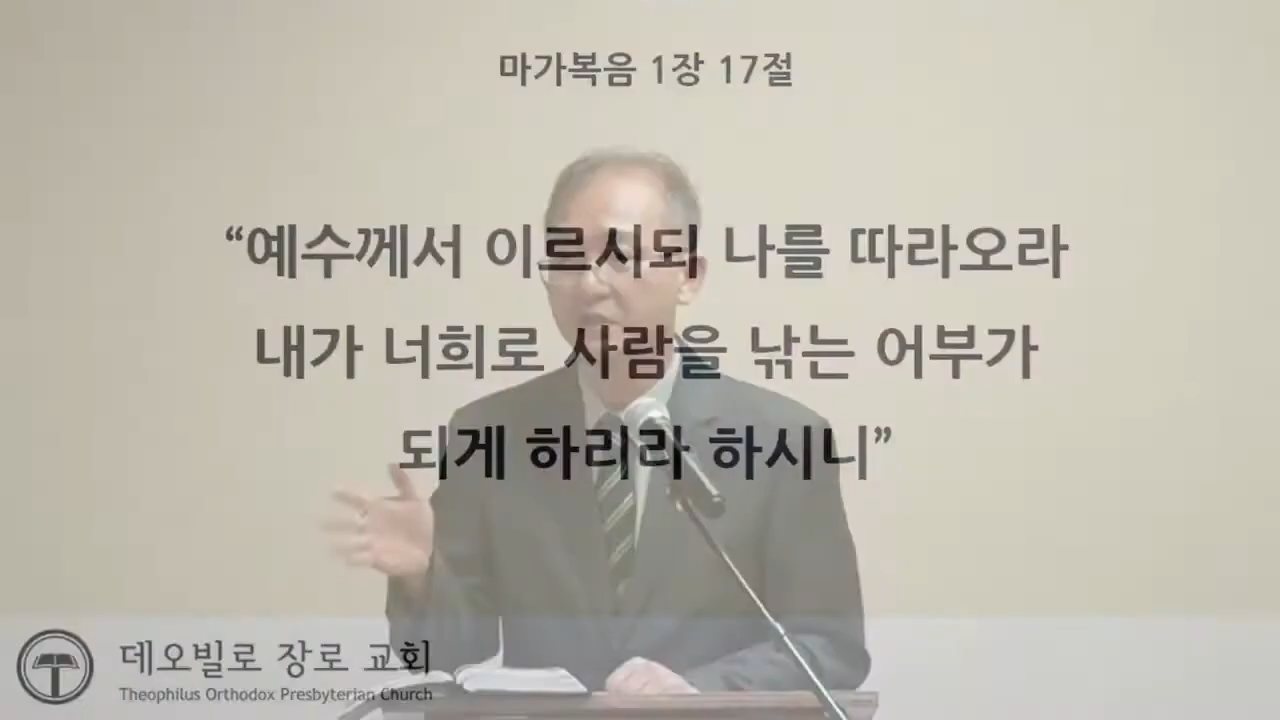 마가복음 1장 17절
“예수께서 이르시되 나를 따라오라
내가 너희로 사람을 낚는 어부가
되게 하리라 하시니”
데오빌로 장로 교회
Theophilus Orthodox Presbyterian Church